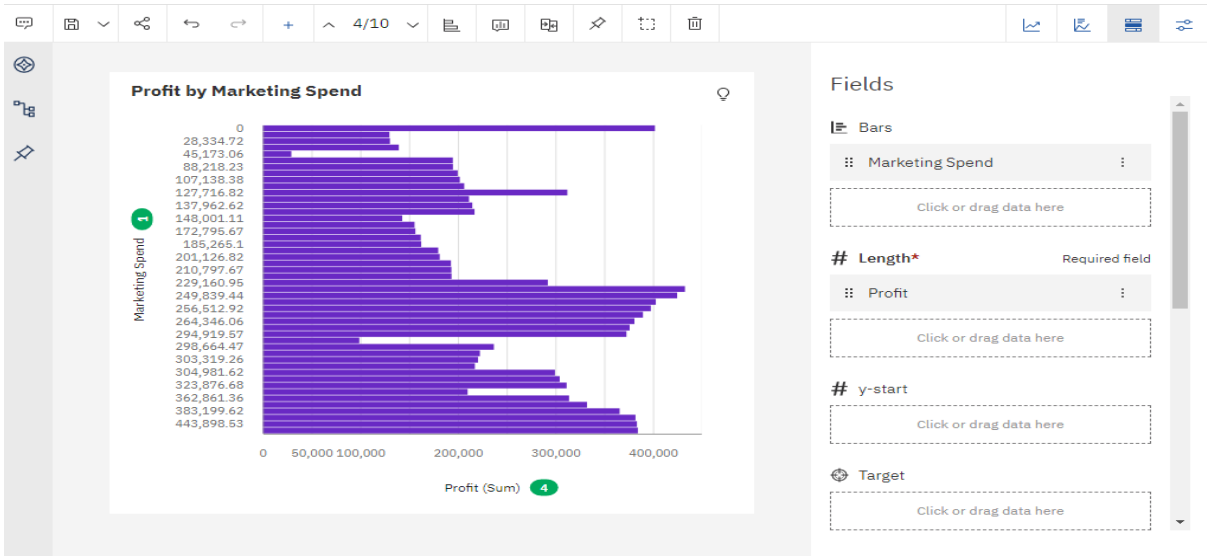 4/10
Profit by Marketing Spend
0
28,334.72
45,173.06
88,218.23
107,138.38
127,716.82
137,962.62
148,001.11
172,795.67
185,265.1
201,126.82
210,797.67
229,160.95
249,839.44
256,512.92
264,346.06
294,919.57
298,664.47
303,319.26
304,981.62
323,876.68
362,861.36
383,199.62
443,898.53
Marketing Spend 1
0 50,000 100,000 200,000 300,000 400,000
Profit (Sum) 4
Fields
Bars
Marketing Spend
Click or drag data here
# Length* Required field
Profit
Click or drag data here
# y-start
Click or drag data here
Target
Click or drag data here